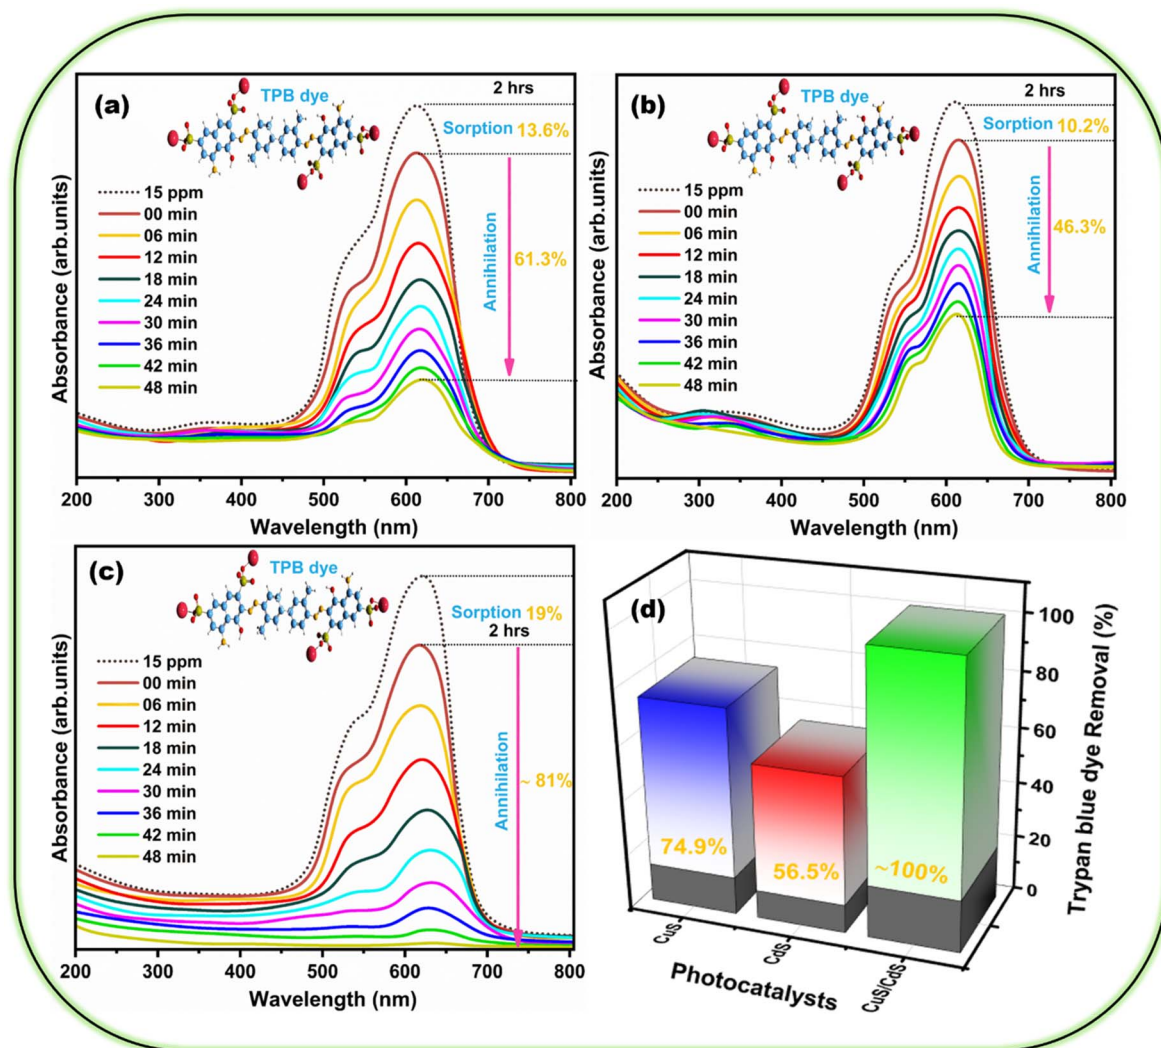 (a)
TPB dye
2 hrs
Sorption 13.6%
15 ppm
00 min
06 min
12 min
18 min
24 min
30 min
36 min
42 min
48 min
Annihilation
61.3%
Absorbance (arb.units)
200 300 400 500 600 700 800
Wavelength (nm)
(b)
TPB dye
2 hrs
Sorption 10.2%
15 ppm
00 min
06 min
12 min
18 min
24 min
30 min
36 min
42 min
48 min
Annihilation
46.3%
Absorbance (arb.units)
200 300 400 500 600 700 800
Wavelength (nm)
(c)
TPB dye
Sorption 19%
2 hrs
15 ppm
00 min
06 min
12 min
18 min
24 min
30 min
36 min
42 min
48 min
Annihilation
~ 81%
Absorbance (arb.units)
200 300 400 500 600 700 800
Wavelength (nm)
(d)
74.9%
56.5%
~100%
100
80
60
40
20
0
Trypan blue dye Removal (%)
CuS
CdS
CuS/CdS
Photocatalysts